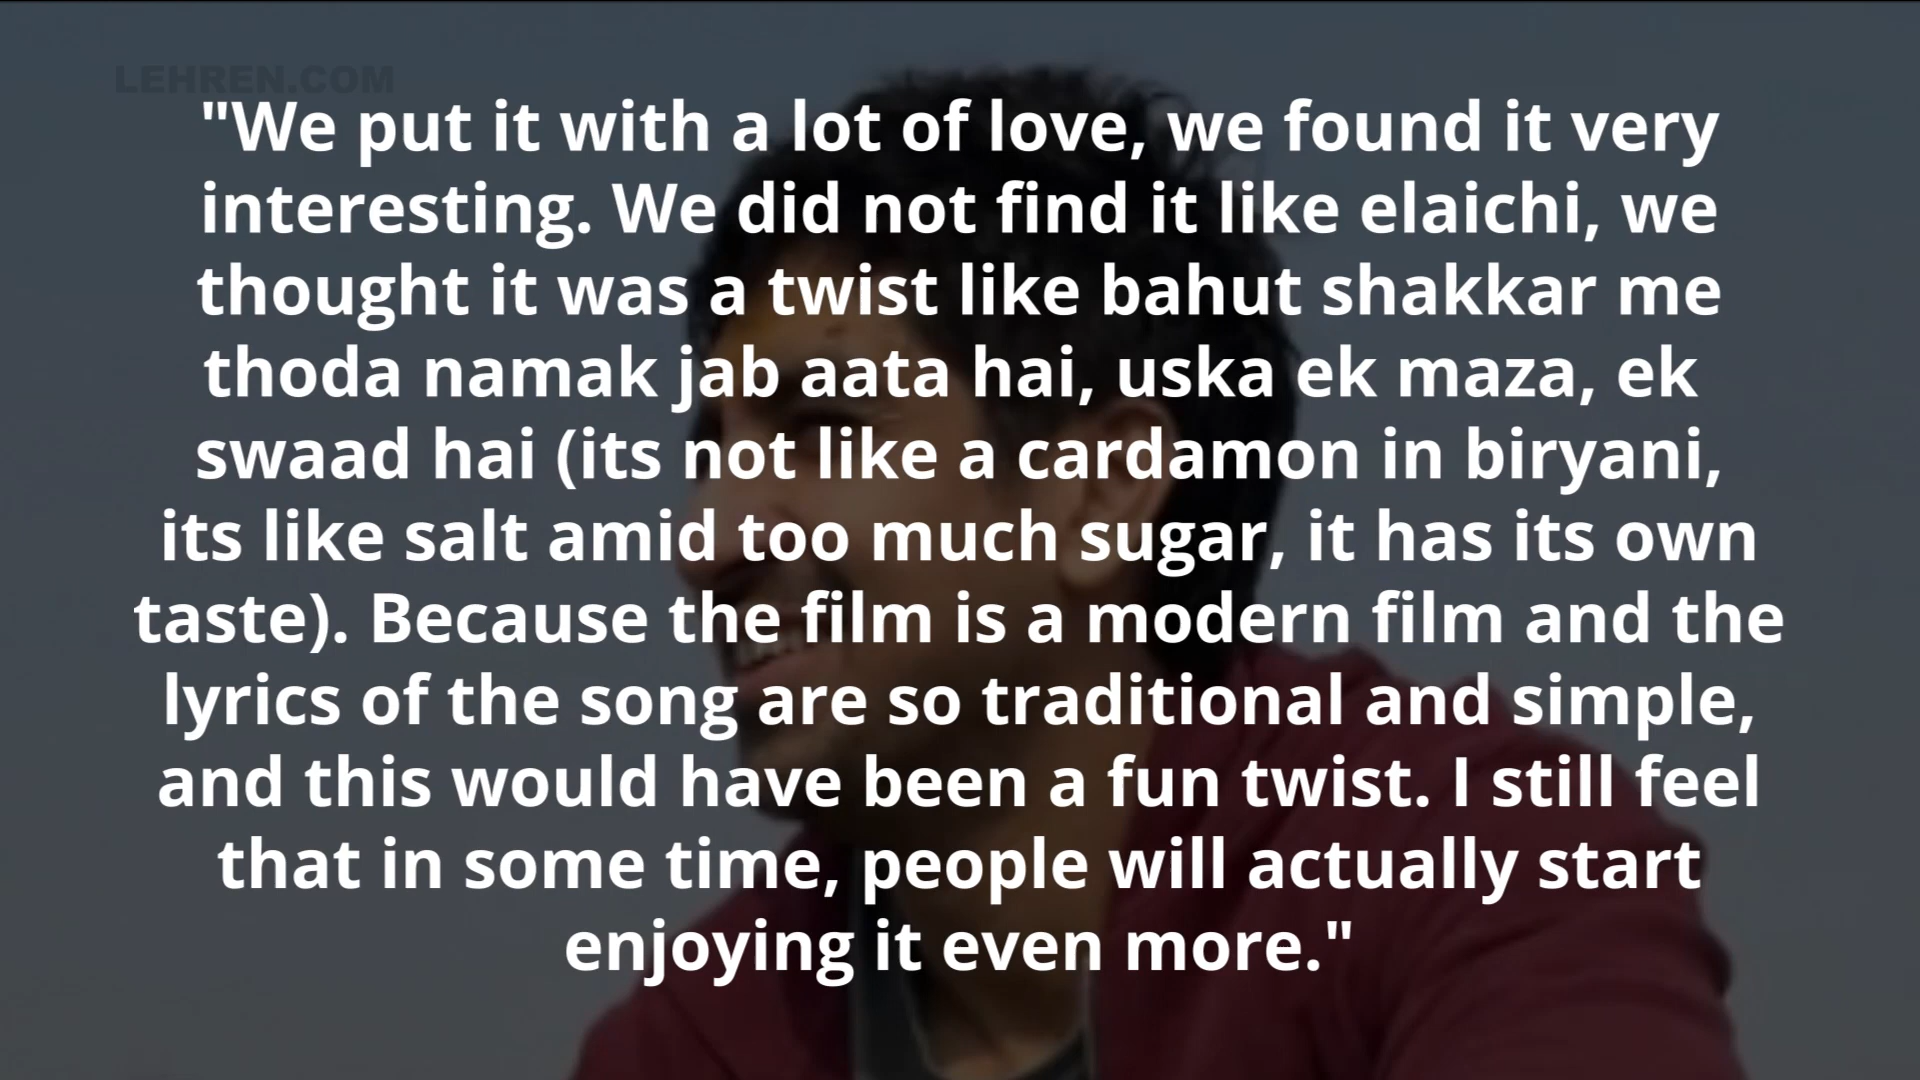 LEHREN.COM
"We put it with a lot of love, we found it very
interesting. We did not find it like elaichi, we
thought it was a twist like bahut shakkar me
thoda namak jab aata hai, uska ek maza, ek
swaad hai (its not like a cardamon in biryani,
its like salt amid too much sugar, it has its own
taste). Because the film is a modern film and the
lyrics of the song are so traditional and simple,
and this would have been a fun twist. I still feel
that in some time, people will actually start
enjoying it even more."